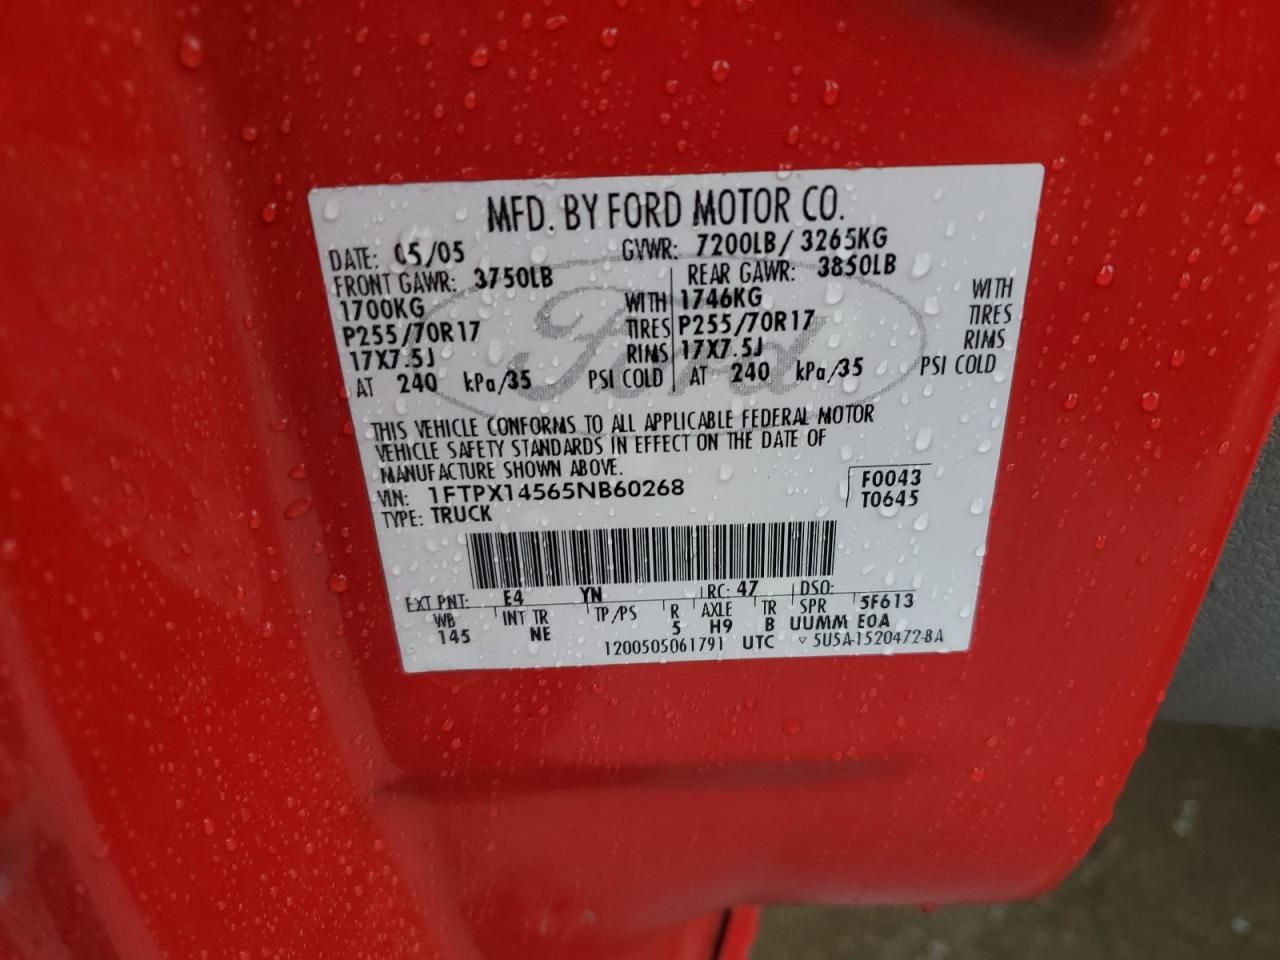 MFD. BY FORD MOTOR CO.
DATE: 05/05 GVWR: 7200LB/ 3265KG
FRONT GAWR: 3750LB REAR GAWR: 3850LB
1700KG WITH 1746KG WITH
P255/70R17 TIRES P255/70R17 TIRES
17X7.5J RIMS 17X7.5J RIMS
AT 240 kPa/35 PSI COLD AT 240 kPa/35 PSI COLD
Ford
THIS VEHICLE CONFORMS TO ALL APPLICABLE FEDERAL MOTOR
VEHICLE SAFETY STANDARDS IN EFFECT ON THE DATE OF
MANUFACTURE SHOWN ABOVE.
VIN: 1FTPX14565NB60268 F0043
TYPE: TRUCK T0645
EXT PNT: E4 YN RC: 47 DSO:
WB INT TR TP/PS R AXLE TR SPR 5F613
145 NE 5 H9 B UUMM EOA
1200505061791 UTC ▽ 5U5A-1520472-BA